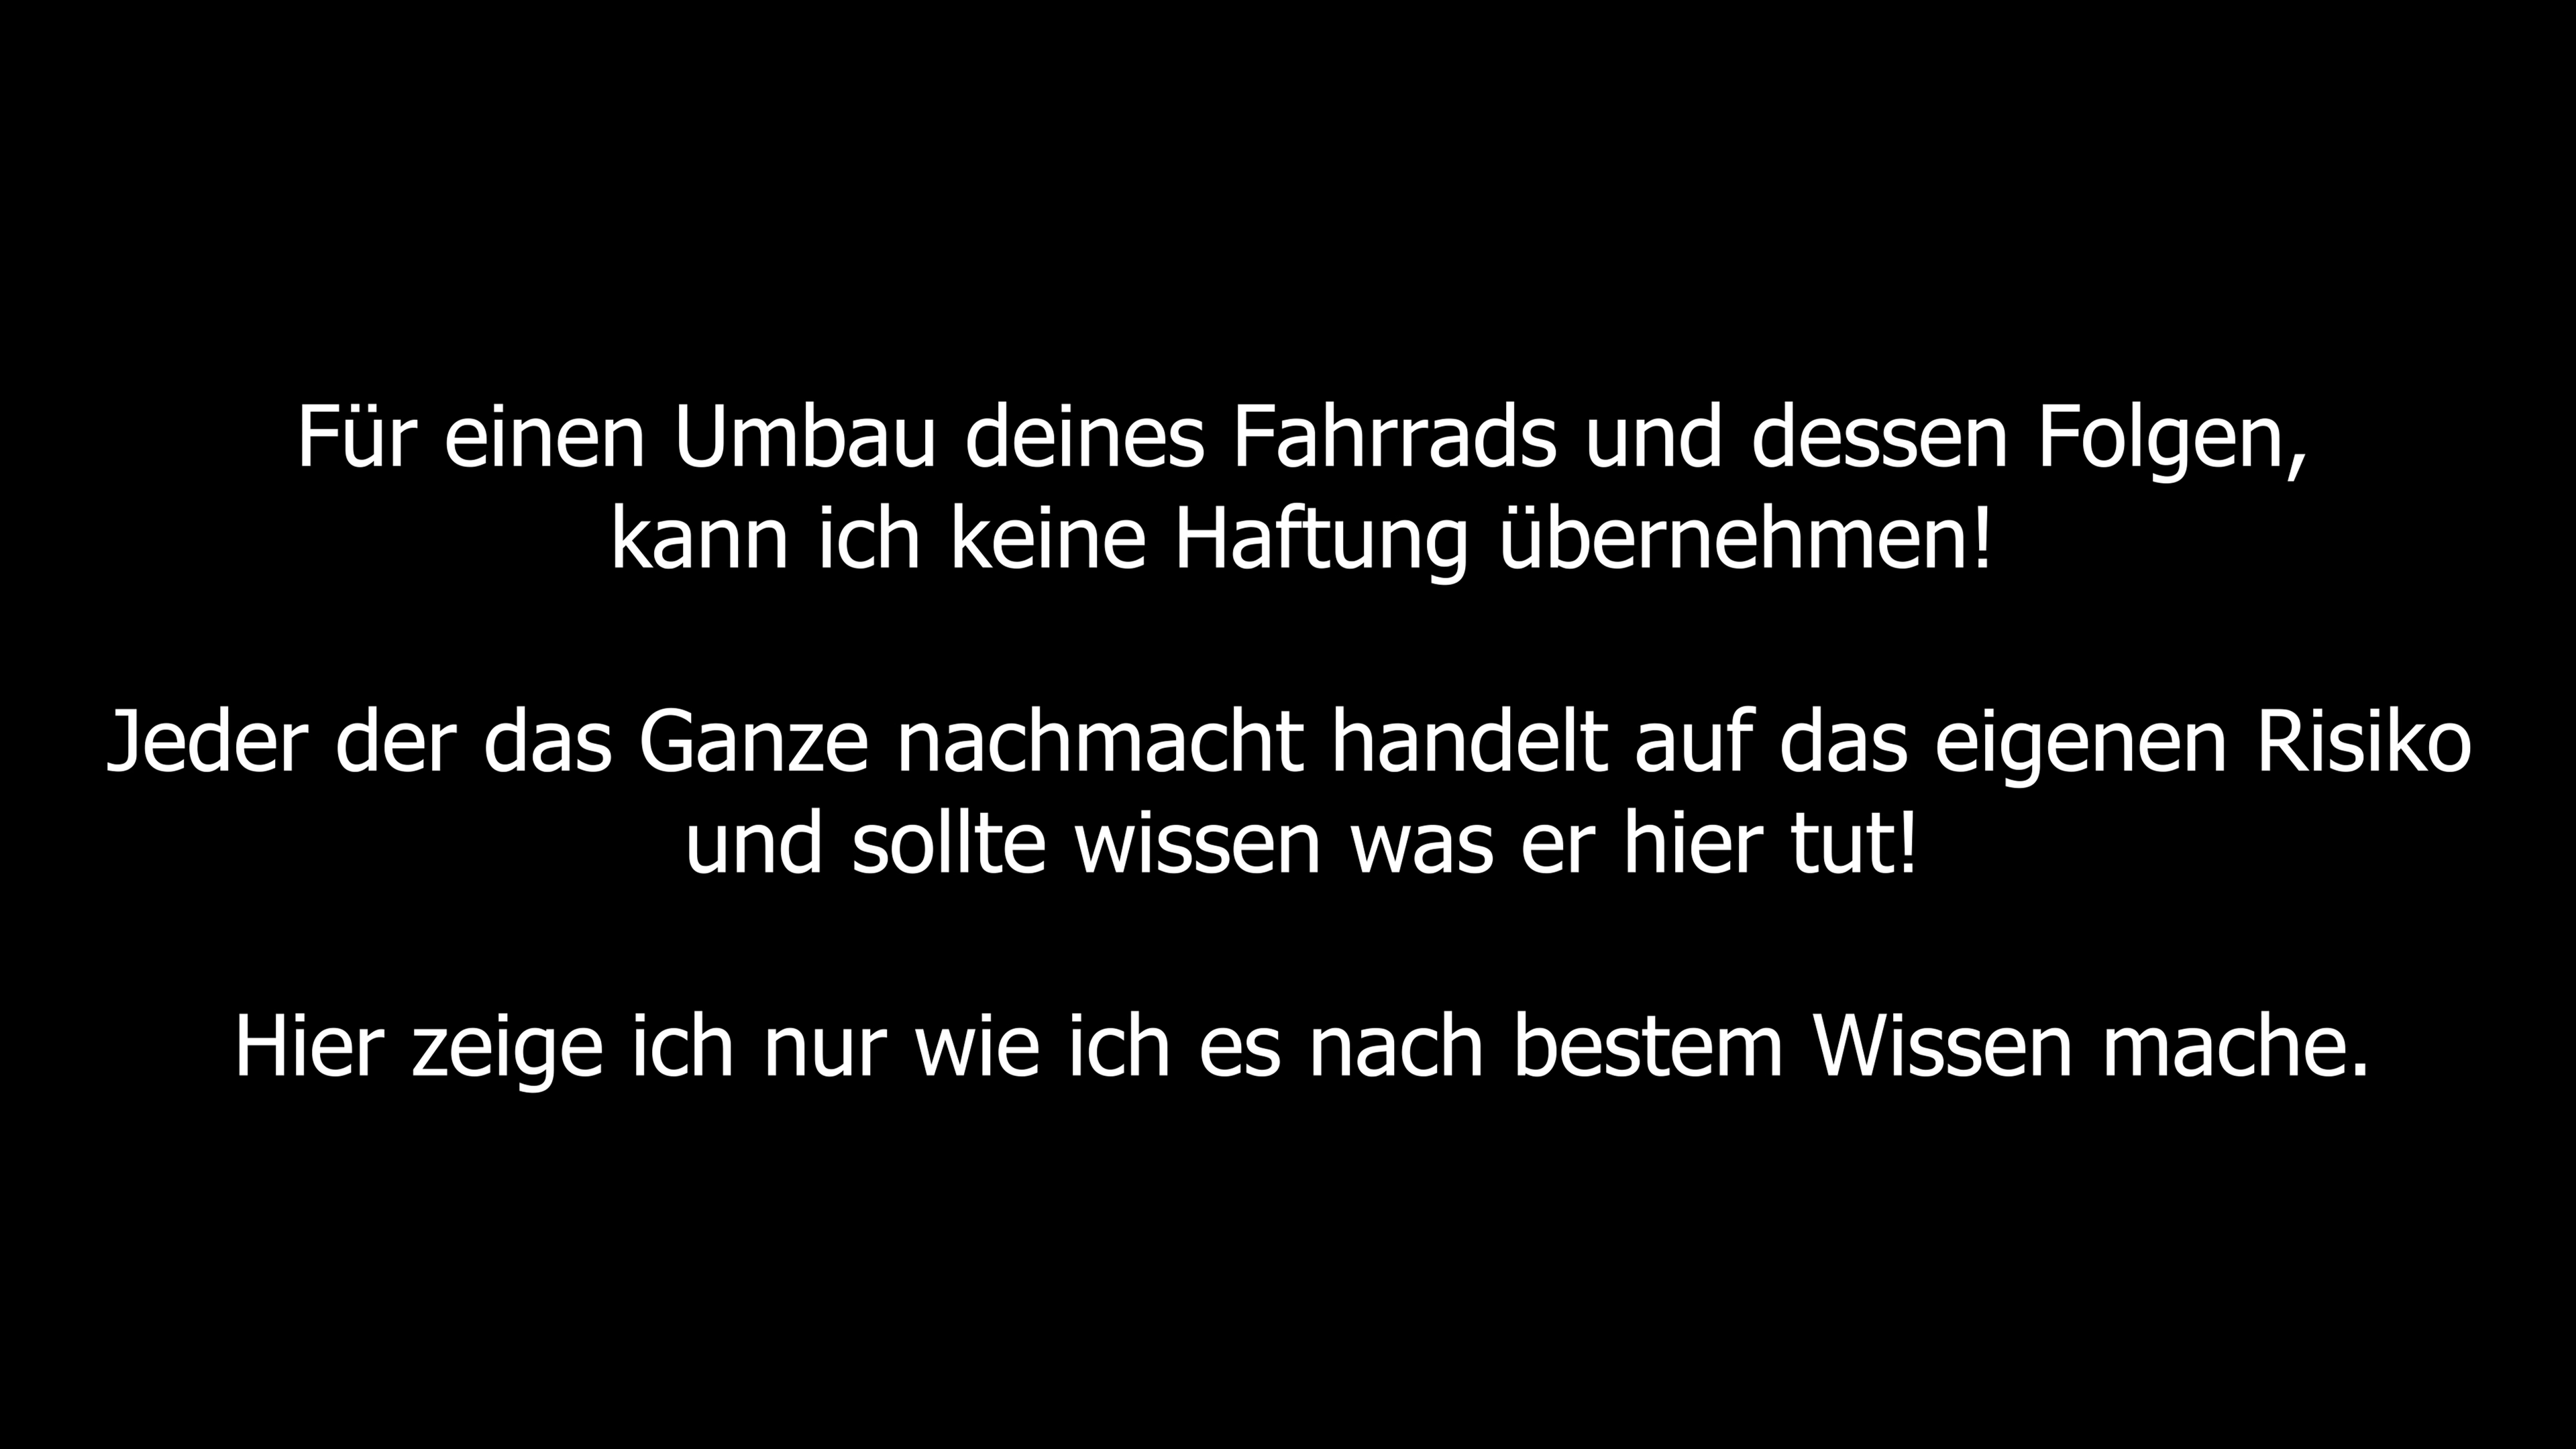 Für einen Umbau deines Fahrrads und dessen Folgen,
kann ich keine Haftung übernehmen!
Jeder der das Ganze nachmacht handelt auf das eigenen Risiko
und sollte wissen was er hier tut!
Hier zeige ich nur wie ich es nach bestem Wissen mache.